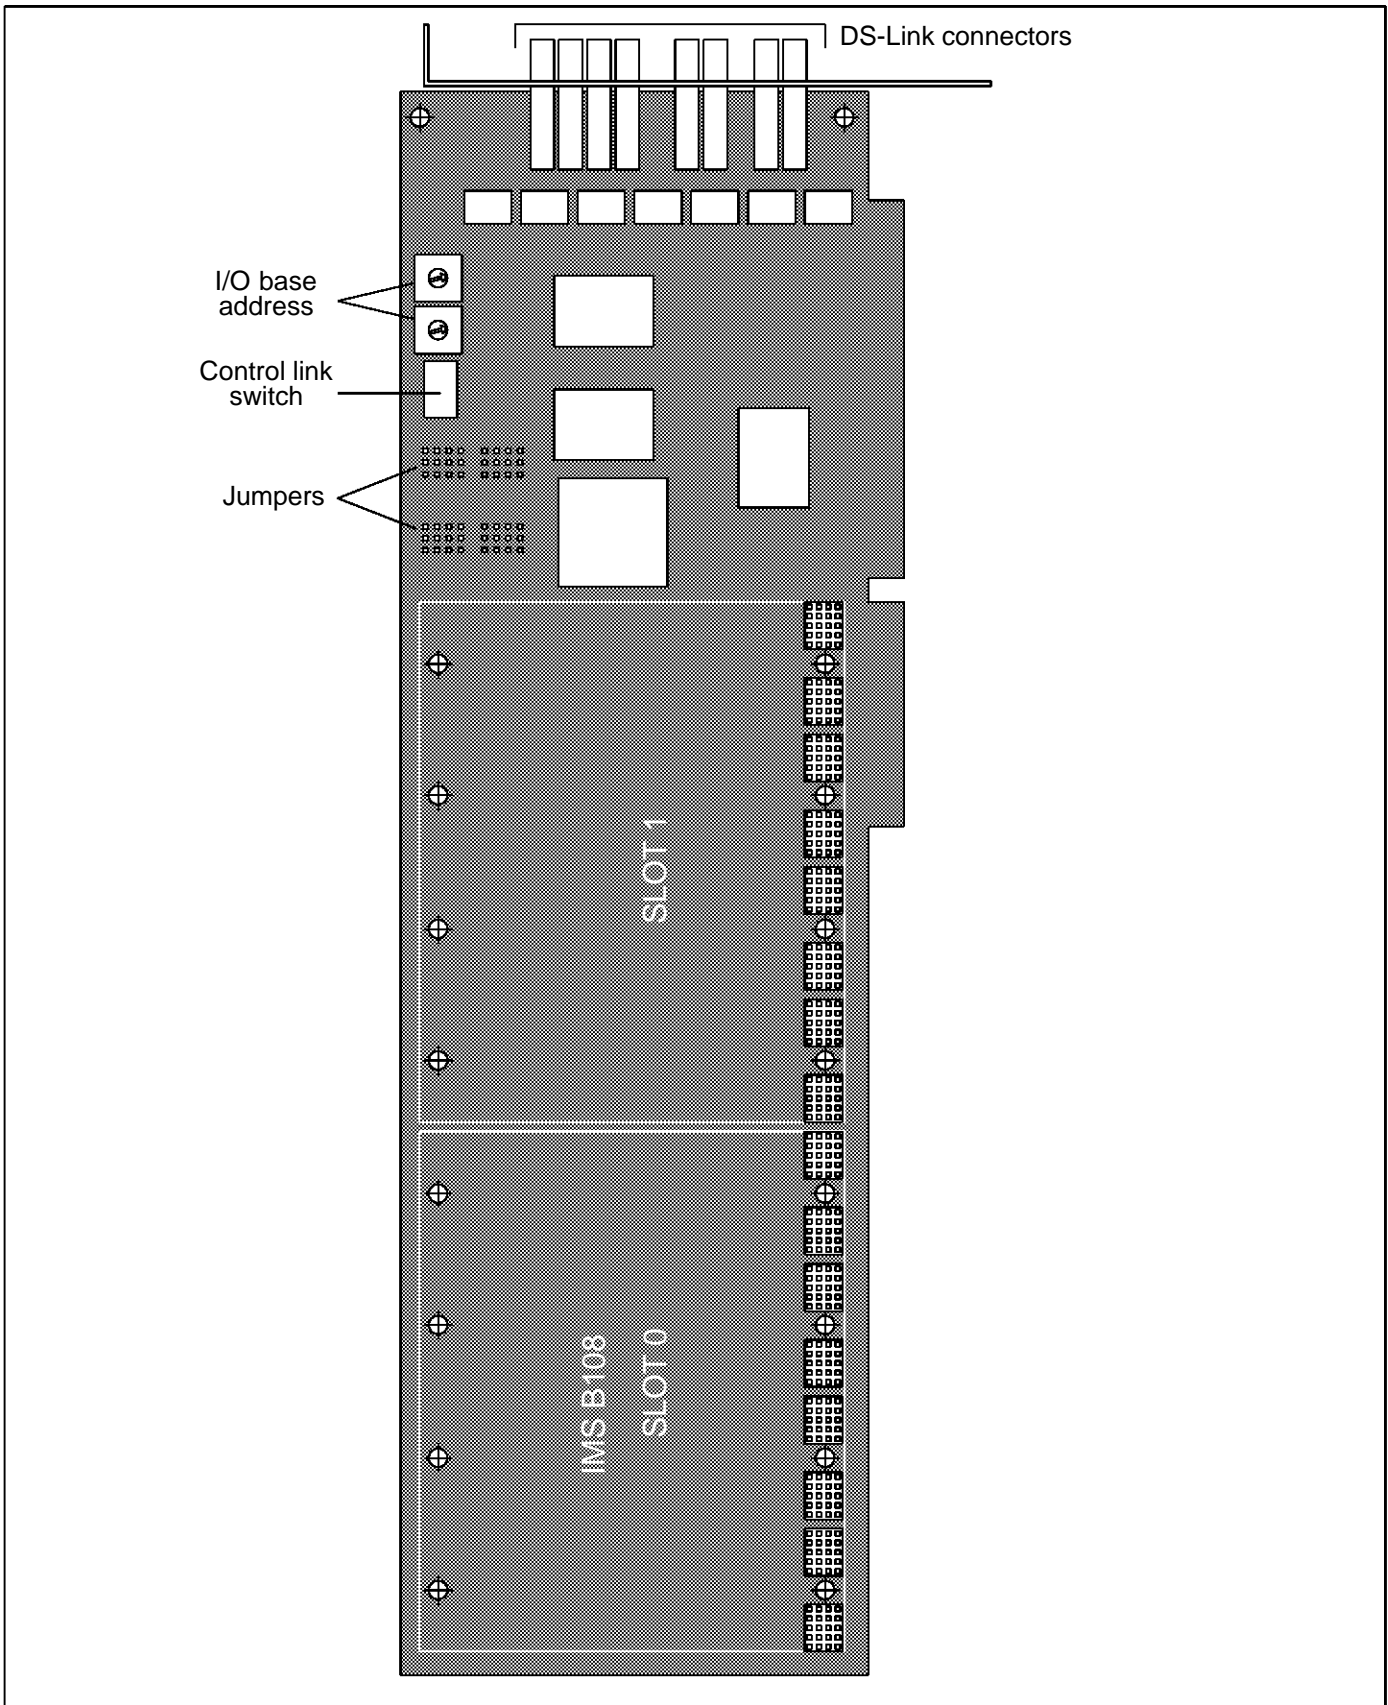 DS-Link connectors
I/O base
address
Control link
switch
Jumpers
SLOT 1
IMS B108
SLOT 0